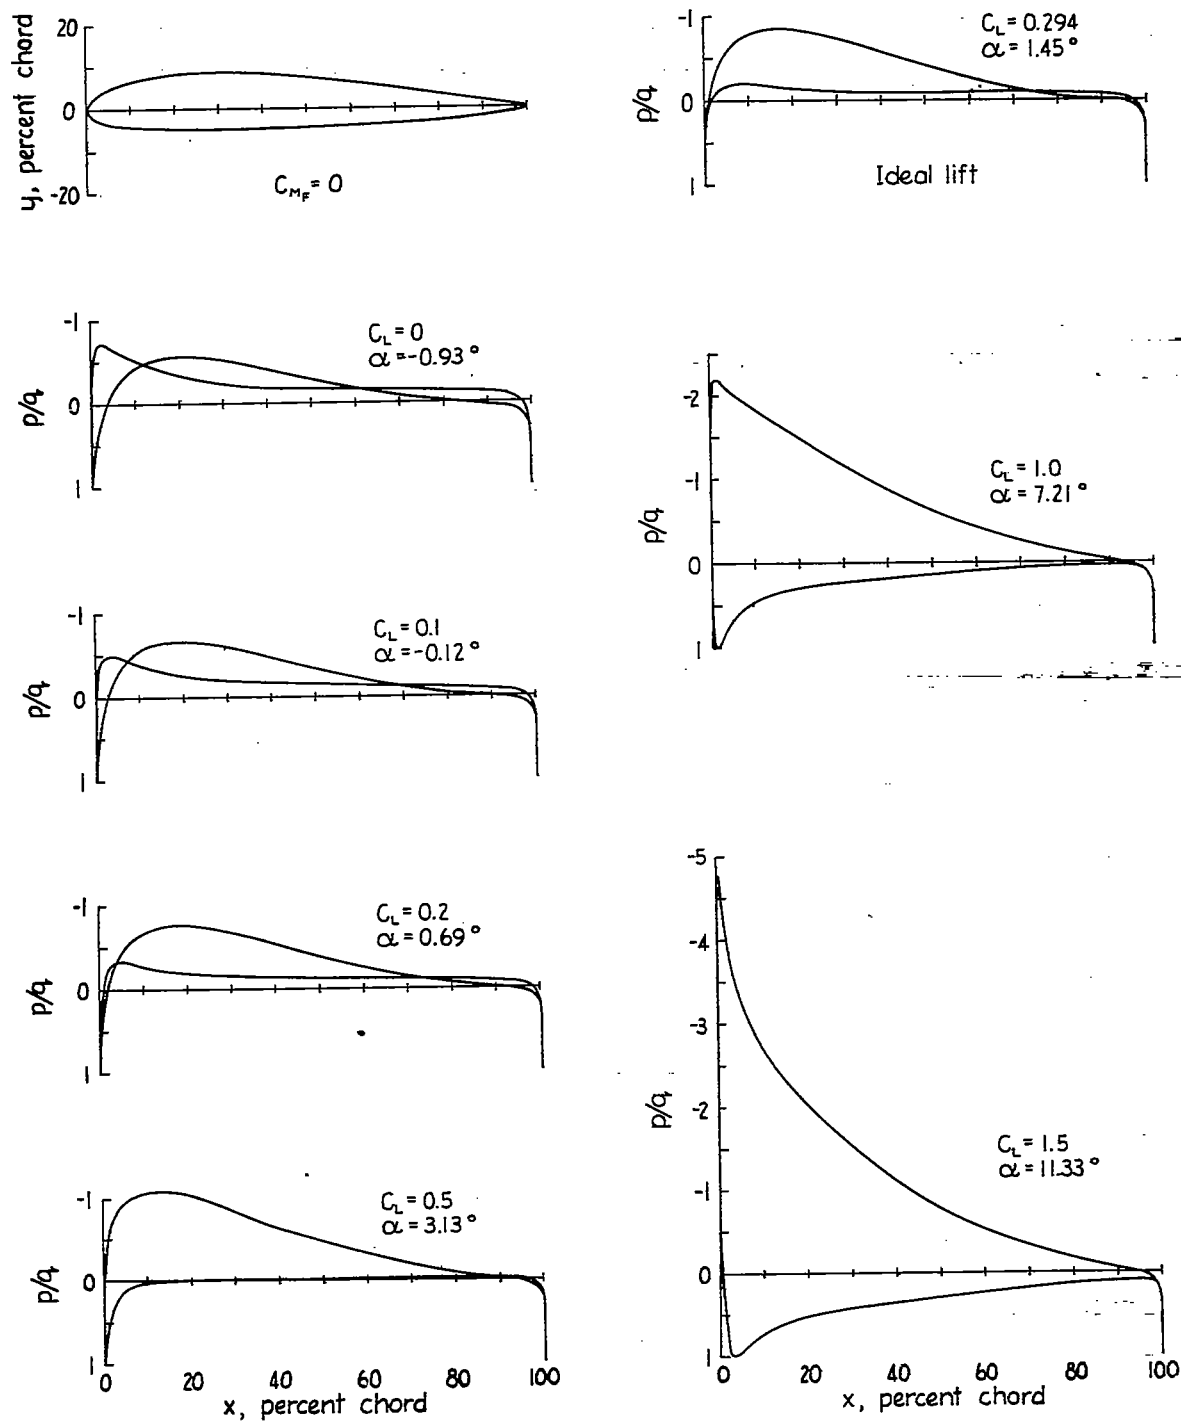 y, percent chord
20
0
-20
C_MF = 0
p/q
-1
0
1
C_L = 0.294
α = 1.45°
Ideal lift
p/q
-1
0
1
C_L = 0
α = -0.93°
p/q
-2
-1
0
1
C_L = 1.0
α = 7.21°
p/q
-1
0
1
C_L = 0.1
α = -0.12°
p/q
-1
0
1
C_L = 0.2
α = 0.69°
p/q
-5
-4
-3
-2
-1
0
1
C_L = 1.5
α = 11.33°
p/q
-1
0
1
C_L = 0.5
α = 3.13°
0 20 40 60 80 100
x, percent chord
0 20 40 60 80 100
x, percent chord